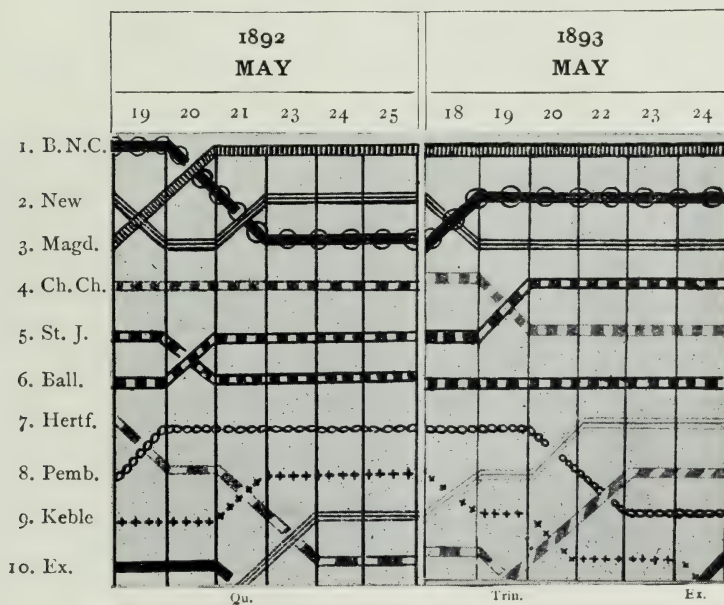 1892
MAY
19 20 21 23 24 25
1893
MAY
18 19 20 22 23 24
1. B.N.C.
2. New
3. Magd.
4. Ch. Ch.
5. St. J.
6. Ball.
7. Hertf.
8. Pemb.
9. Keble
10. Ex.
Qu.
Trin.
Ex.